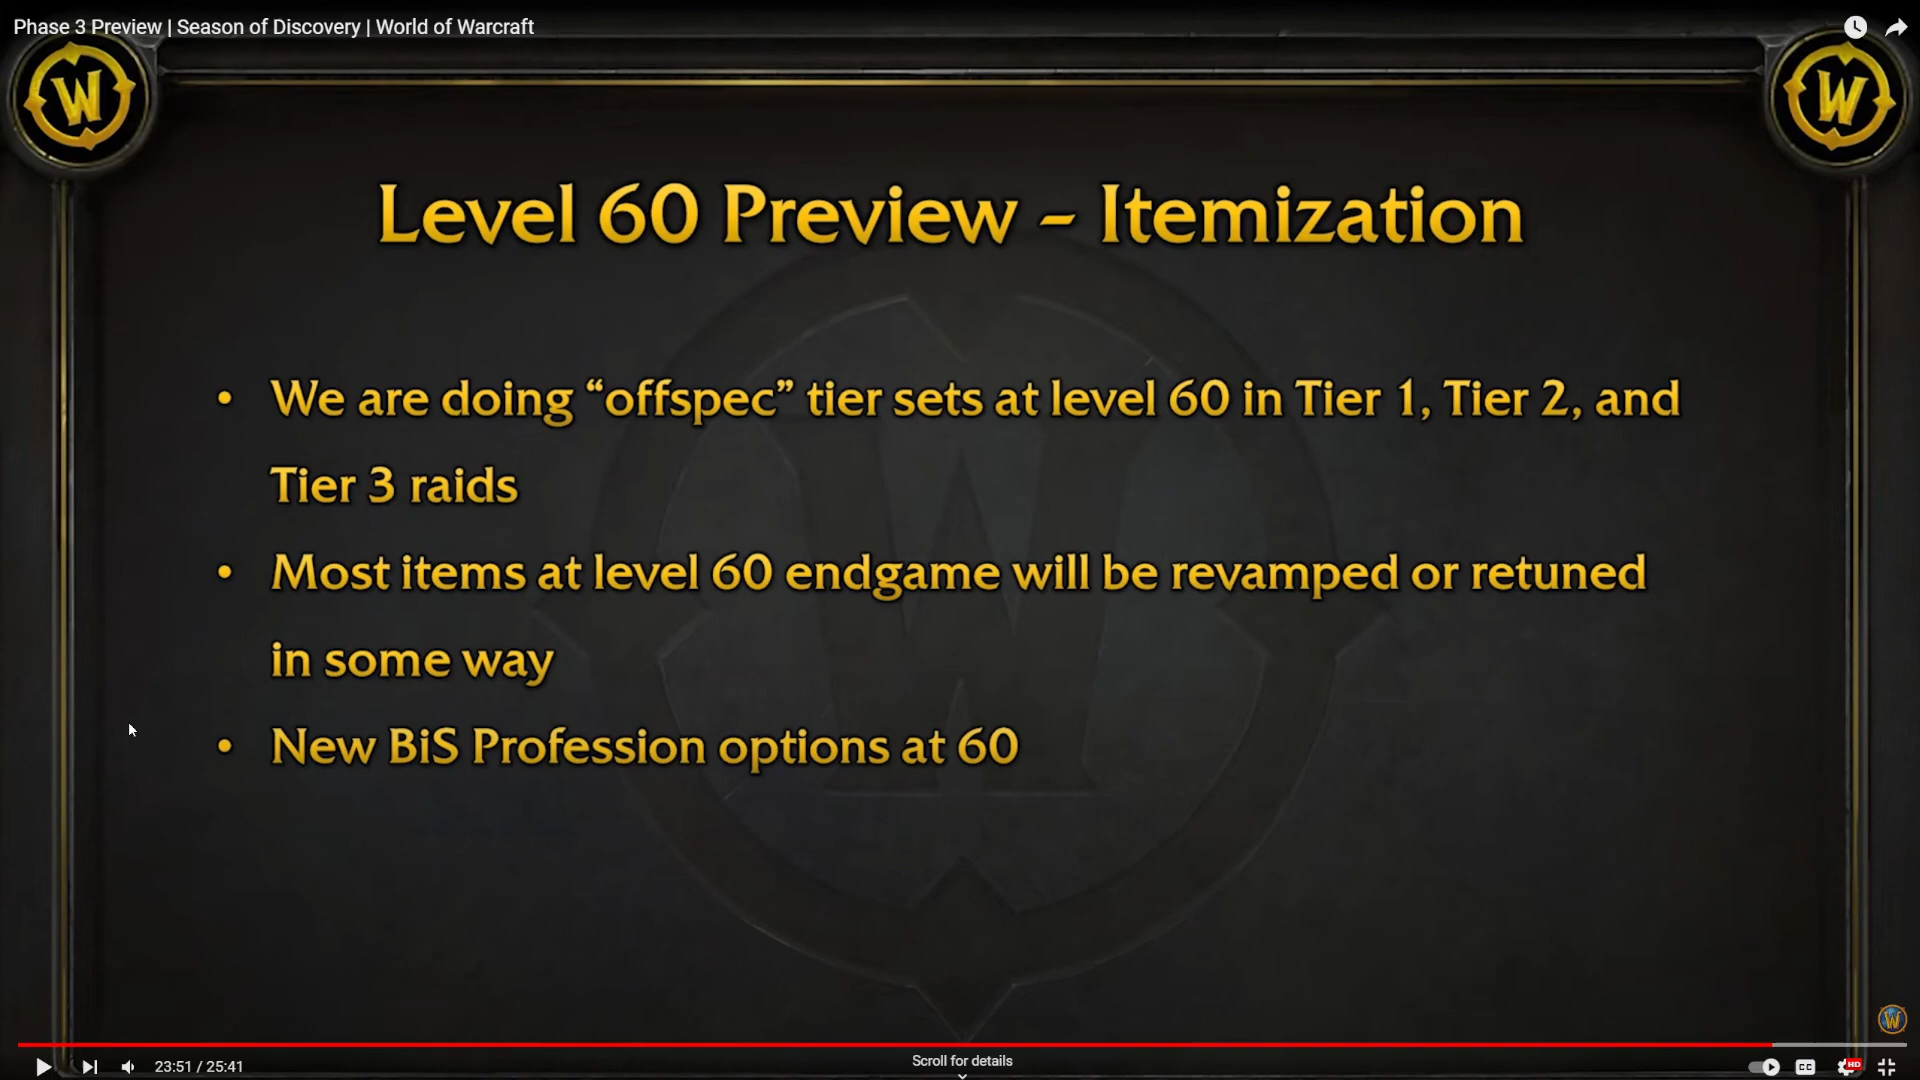 Phase 3 Preview | Season of Discovery | World of Warcraft
W
W
Level 60 Preview - Itemization
• We are doing “offspec” tier sets at level 60 in Tier 1, Tier 2, and
Tier 3 raids
• Most items at level 60 endgame will be revamped or retuned
in some way
• New BiS Profession options at 60
W
23:51 / 25:41
Scroll for details
CC
HD